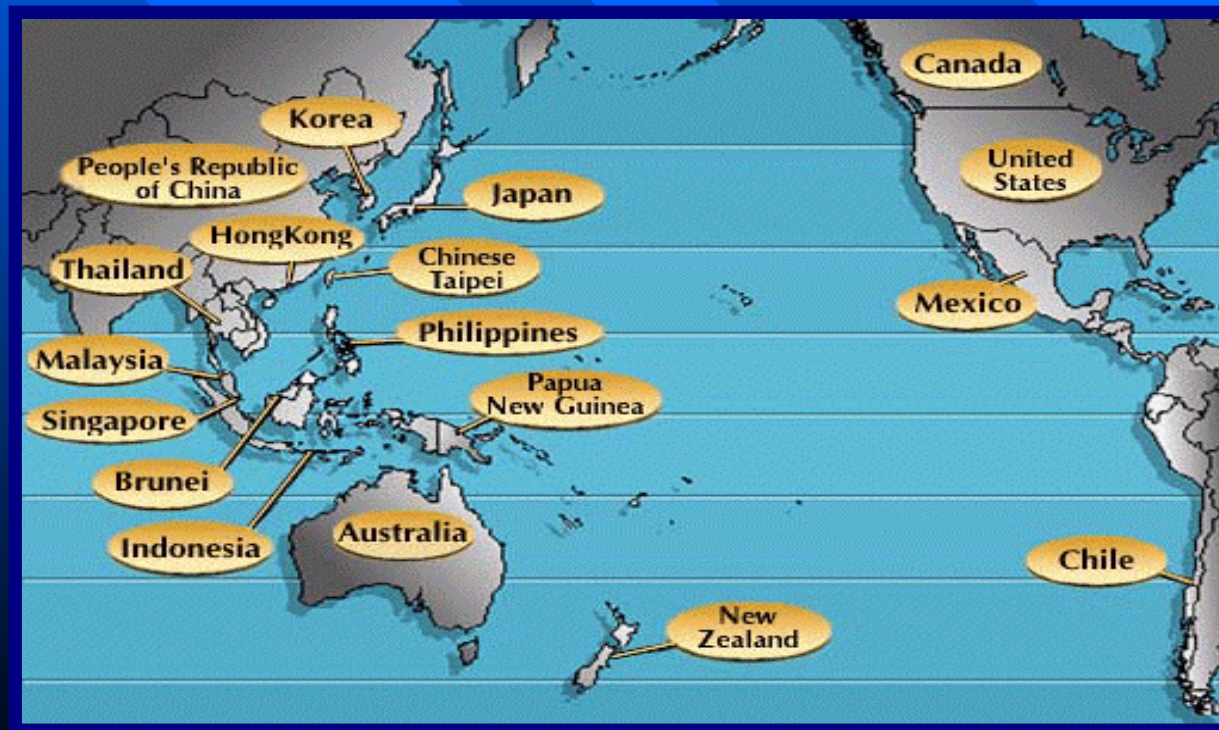 Canada
Korea
United
States
People's Republic
of China
Japan
HongKong
Chinese
Taipei
Thailand
Mexico
Philippines
Malaysia
Papua
New Guinea
Singapore
Brunei
Australia
Indonesia
Chile
New
Zealand